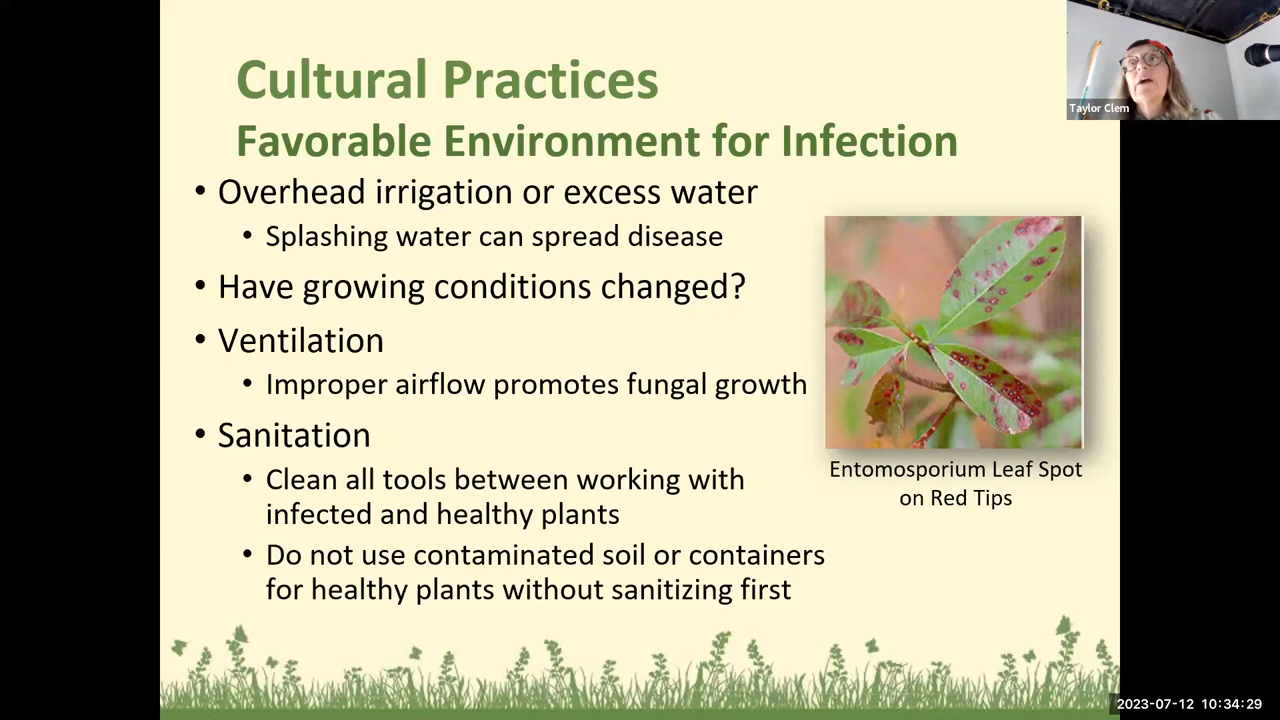 Cultural Practices
Favorable Environment for Infection
• Overhead irrigation or excess water
• Splashing water can spread disease
• Have growing conditions changed?
• Ventilation
• Improper airflow promotes fungal growth
• Sanitation
• Clean all tools between working with
infected and healthy plants
• Do not use contaminated soil or containers
for healthy plants without sanitizing first
Entomosporium Leaf Spot
on Red Tips
Taylor Clem
2023-07-12 10:34:29